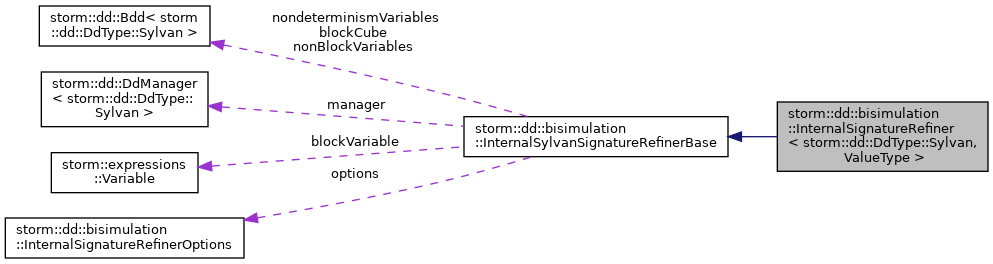 storm::dd::Bdd< storm
::dd::DdType::Sylvan >
nondeterminismVariables
blockCube
nonBlockVariables
storm::dd::DdManager
< storm::dd::DdType::
Sylvan >
manager
storm::expressions
::Variable
blockVariable
storm::dd::bisimulation
::InternalSignatureRefinerOptions
options
storm::dd::bisimulation
::InternalSylvanSignatureRefinerBase
storm::dd::bisimulation
::InternalSignatureRefiner
< storm::dd::DdType::Sylvan,
ValueType >